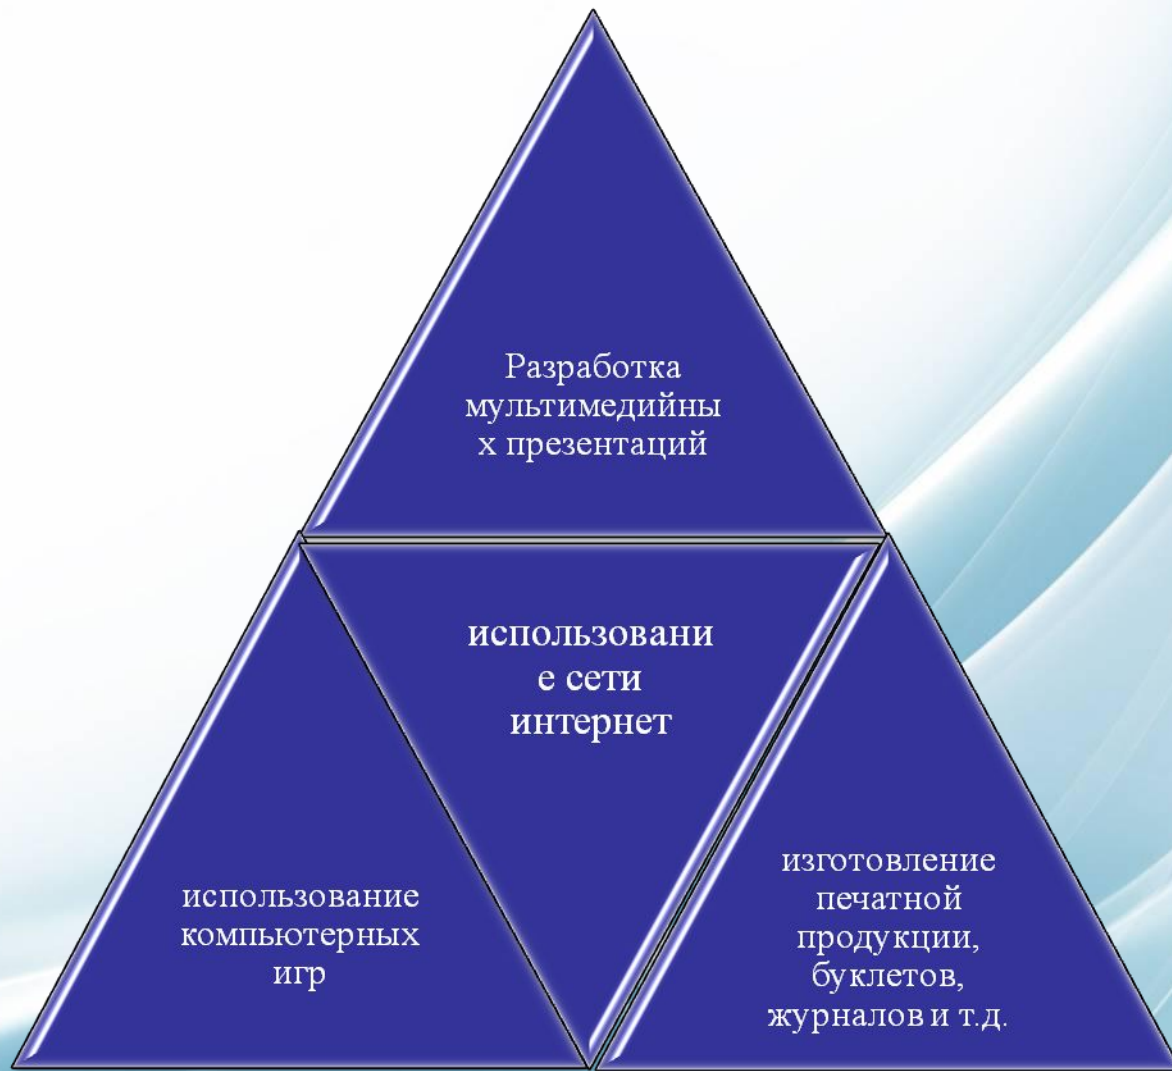 Разработка
мультимедийны
х презентаций
использовани
е сети
интернет
использование
компьютерных
игр
изготовление
печатной
продукции,
буклетов,
журналов и т.д.